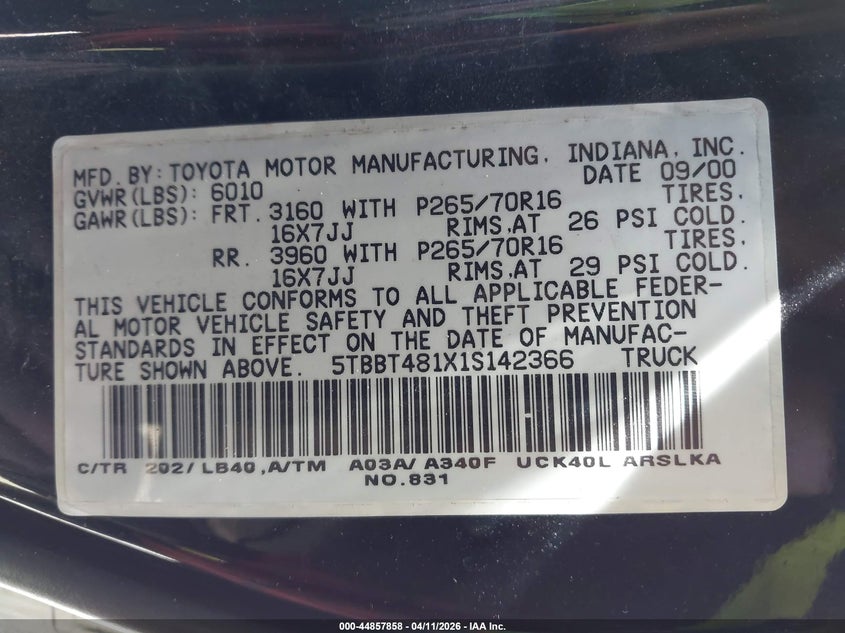 MFD. BY: TOYOTA MOTOR MANUFACTURING, INDIANA, INC.
GVWR(LBS): 6010 DATE 09/00
GAWR(LBS): FRT. 3160 WITH P265/70R16 TIRES,
16X7JJ RIMS,AT 26 PSI COLD.
RR. 3960 WITH P265/70R16 TIRES,
16X7JJ RIMS,AT 29 PSI COLD.
THIS VEHICLE CONFORMS TO ALL APPLICABLE FEDER-
AL MOTOR VEHICLE SAFETY AND THEFT PREVENTION
STANDARDS IN EFFECT ON THE DATE OF MANUFAC-
TURE SHOWN ABOVE. 5TBBT481X1S142366 TRUCK
C/TR 202/LB40,A/TM A03A/A340F UCK40L ARSLKA
NO.831
000-44857858 - 04/11/2026 - IAA Inc.